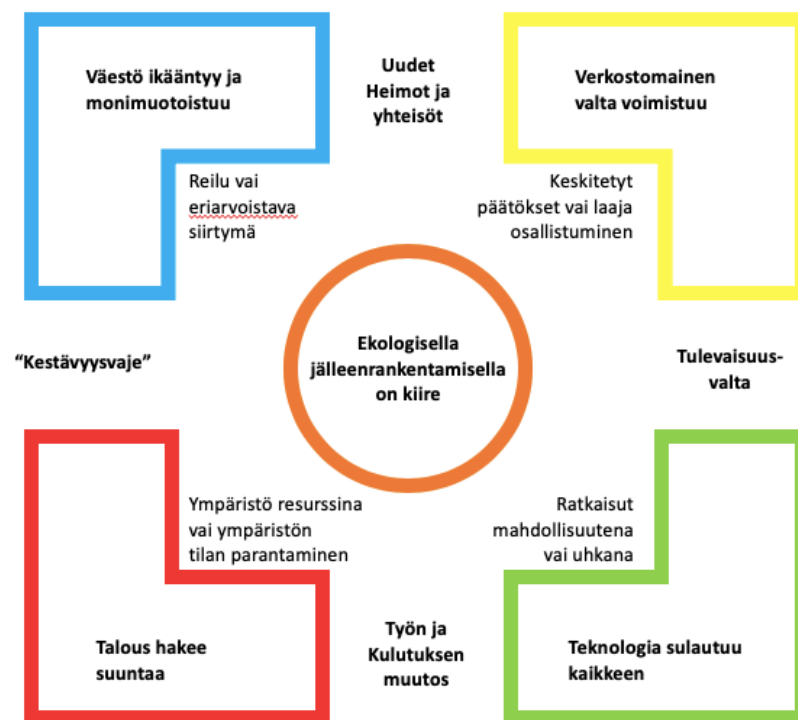 Väestö ikääntyy ja
monimuotoistuu
Uudet
Heimot ja
yhteisöt
Verkostomainen
valta voimistuu
Reilu vai
eriarvoistava
siirtymä
Keskitetyt
päätökset vai laaja
osallistuminen
“Kestävyysvaje”
Ekologisella
jälleenrankentamisella
on kiire
Tulevaisuus-
valta
Ympäristö resurssina
vai ympäristön
tilan parantaminen
Ratkaisut
mahdollisuutena
vai uhkana
Talous hakee
suuntaa
Työn ja
Kulutuksen
muutos
Teknologia sulautuu
kaikkeen